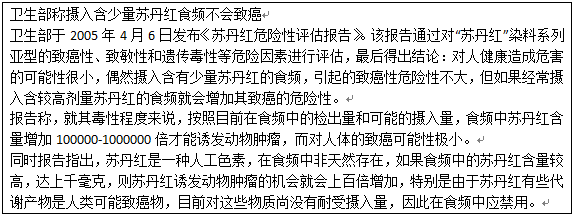 卫生部称摄入含少量苏丹红食频不会致癌
卫生部于 2005 年 4 月 6 日发布《苏丹红危险性评估报告》。该报告通过对“苏丹红”染料系列
亚型的致癌性、致敏性和遗传毒性等危险因素进行评估，最后得出结论：对人健康造成危害
的可能性很小，偶然摄入含有少量苏丹红的食频，引起的致癌性危险性不大，但如果经常摄
入含较高剂量苏丹红的食频就会增加其致癌的危险性。
报告称，就其毒性程度来说，按照目前在食频中的检出量和可能的摄入量，食频中苏丹红含
量增加 100000-1000000 倍才能诱发动物肿瘤，而对人体的致癌可能性极小。
同时报告指出，苏丹红是一种人工色素，在食频中非天然存在，如果食频中的苏丹红含量较
高，达上千毫克，则苏丹红诱发动物肿瘤的机会就会上百倍增加，特别是由于苏丹红有些代
谢产物是人类可能致癌物，目前对这些物质尚没有耐受摄入量，因此在食频中应禁用。